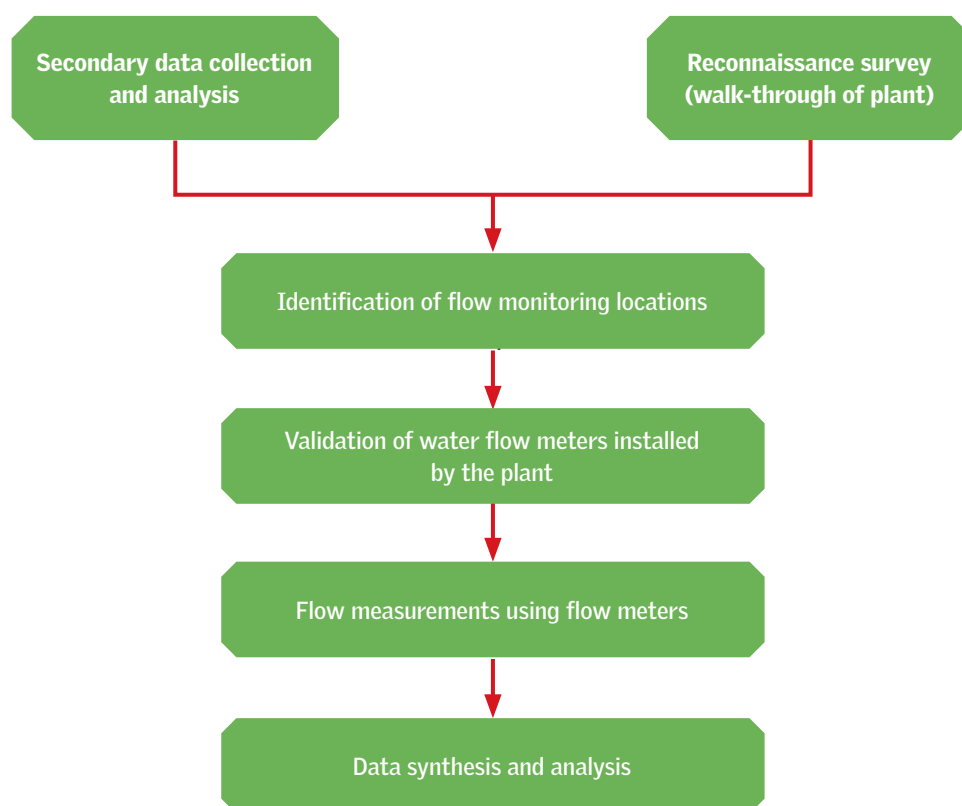 Secondary data collection
and analysis
Reconnaissance survey
(walk-through of plant)
Identification of flow monitoring locations
Validation of water flow meters installed
by the plant
Flow measurements using flow meters
Data synthesis and analysis